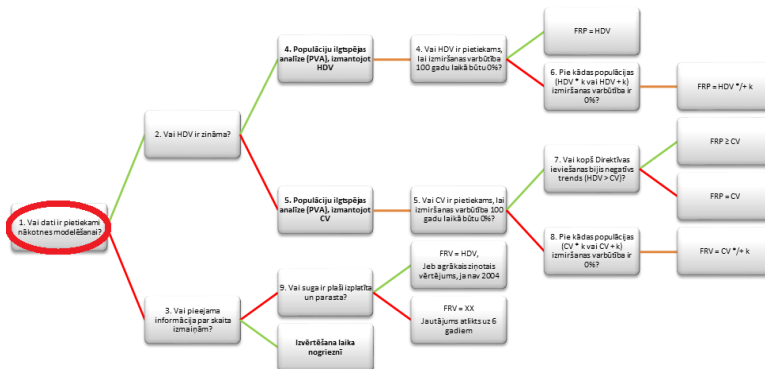 1. Vai dati ir pietiekami
nākotnes modelēšanai?
2. Vai HDV ir zināma?
3. Vai pieejama
informācija par skaita
izmaiņām?
4. Populāciju ilgtspējas
analīze (PVA), izmantojot
HDV
5. Populāciju ilgtspējas
analīze (PVA), izmantojot
CV
9. Vai suga ir plaši izplatīta
un parasta?
Izvērtēšana laika
nogrieznī
4. Vai HDV ir pietiekams,
lai izmiršanas varbūtība
100 gadu laikā būtu 0%?
5. Vai CV ir pietiekams, lai
izmiršanas varbūtība 100
gadu laikā būtu 0%?
FRV = HDV,
Jeb agrākais ziņotais
vērtējums, ja nav 2004
FRV = XX
Jautājums atlikts uz 6
gadiem
FRP = HDV
6. Pie kādas populācijas
(HDV * k vai HDV + k)
izmiršanas varbūtība ir
0%?
7. Vai kopš Direktīvas
ieviešanas bijis negatīvs
trends (HDV > CV)?
8. Pie kādas populācijas
(CV * k vai CV + k)
izmiršanas varbūtība ir
0%?
FRP = HDV */+ k
FRP ≥ CV
FRP = CV
FRV = CV */+ k